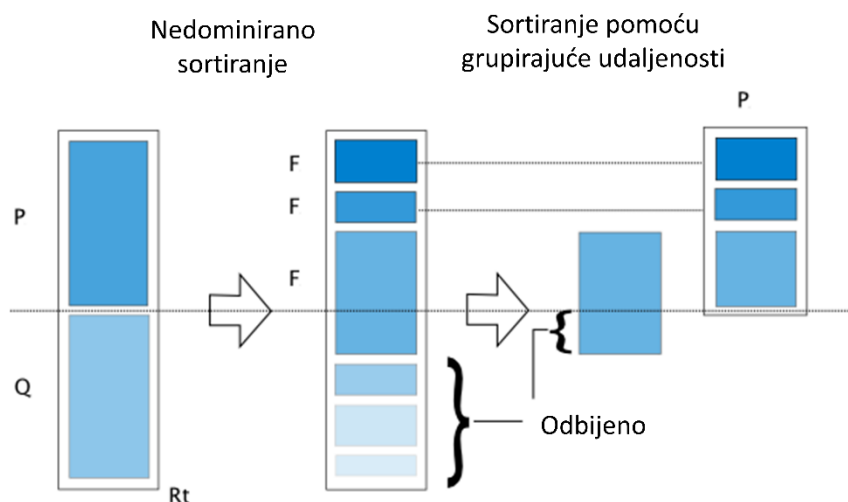 Nedominirano
sortiranje
Sortiranje pomoću
grupirajuće udaljenosti
P
F
F
P
F
Q
Odbijeno
Rt